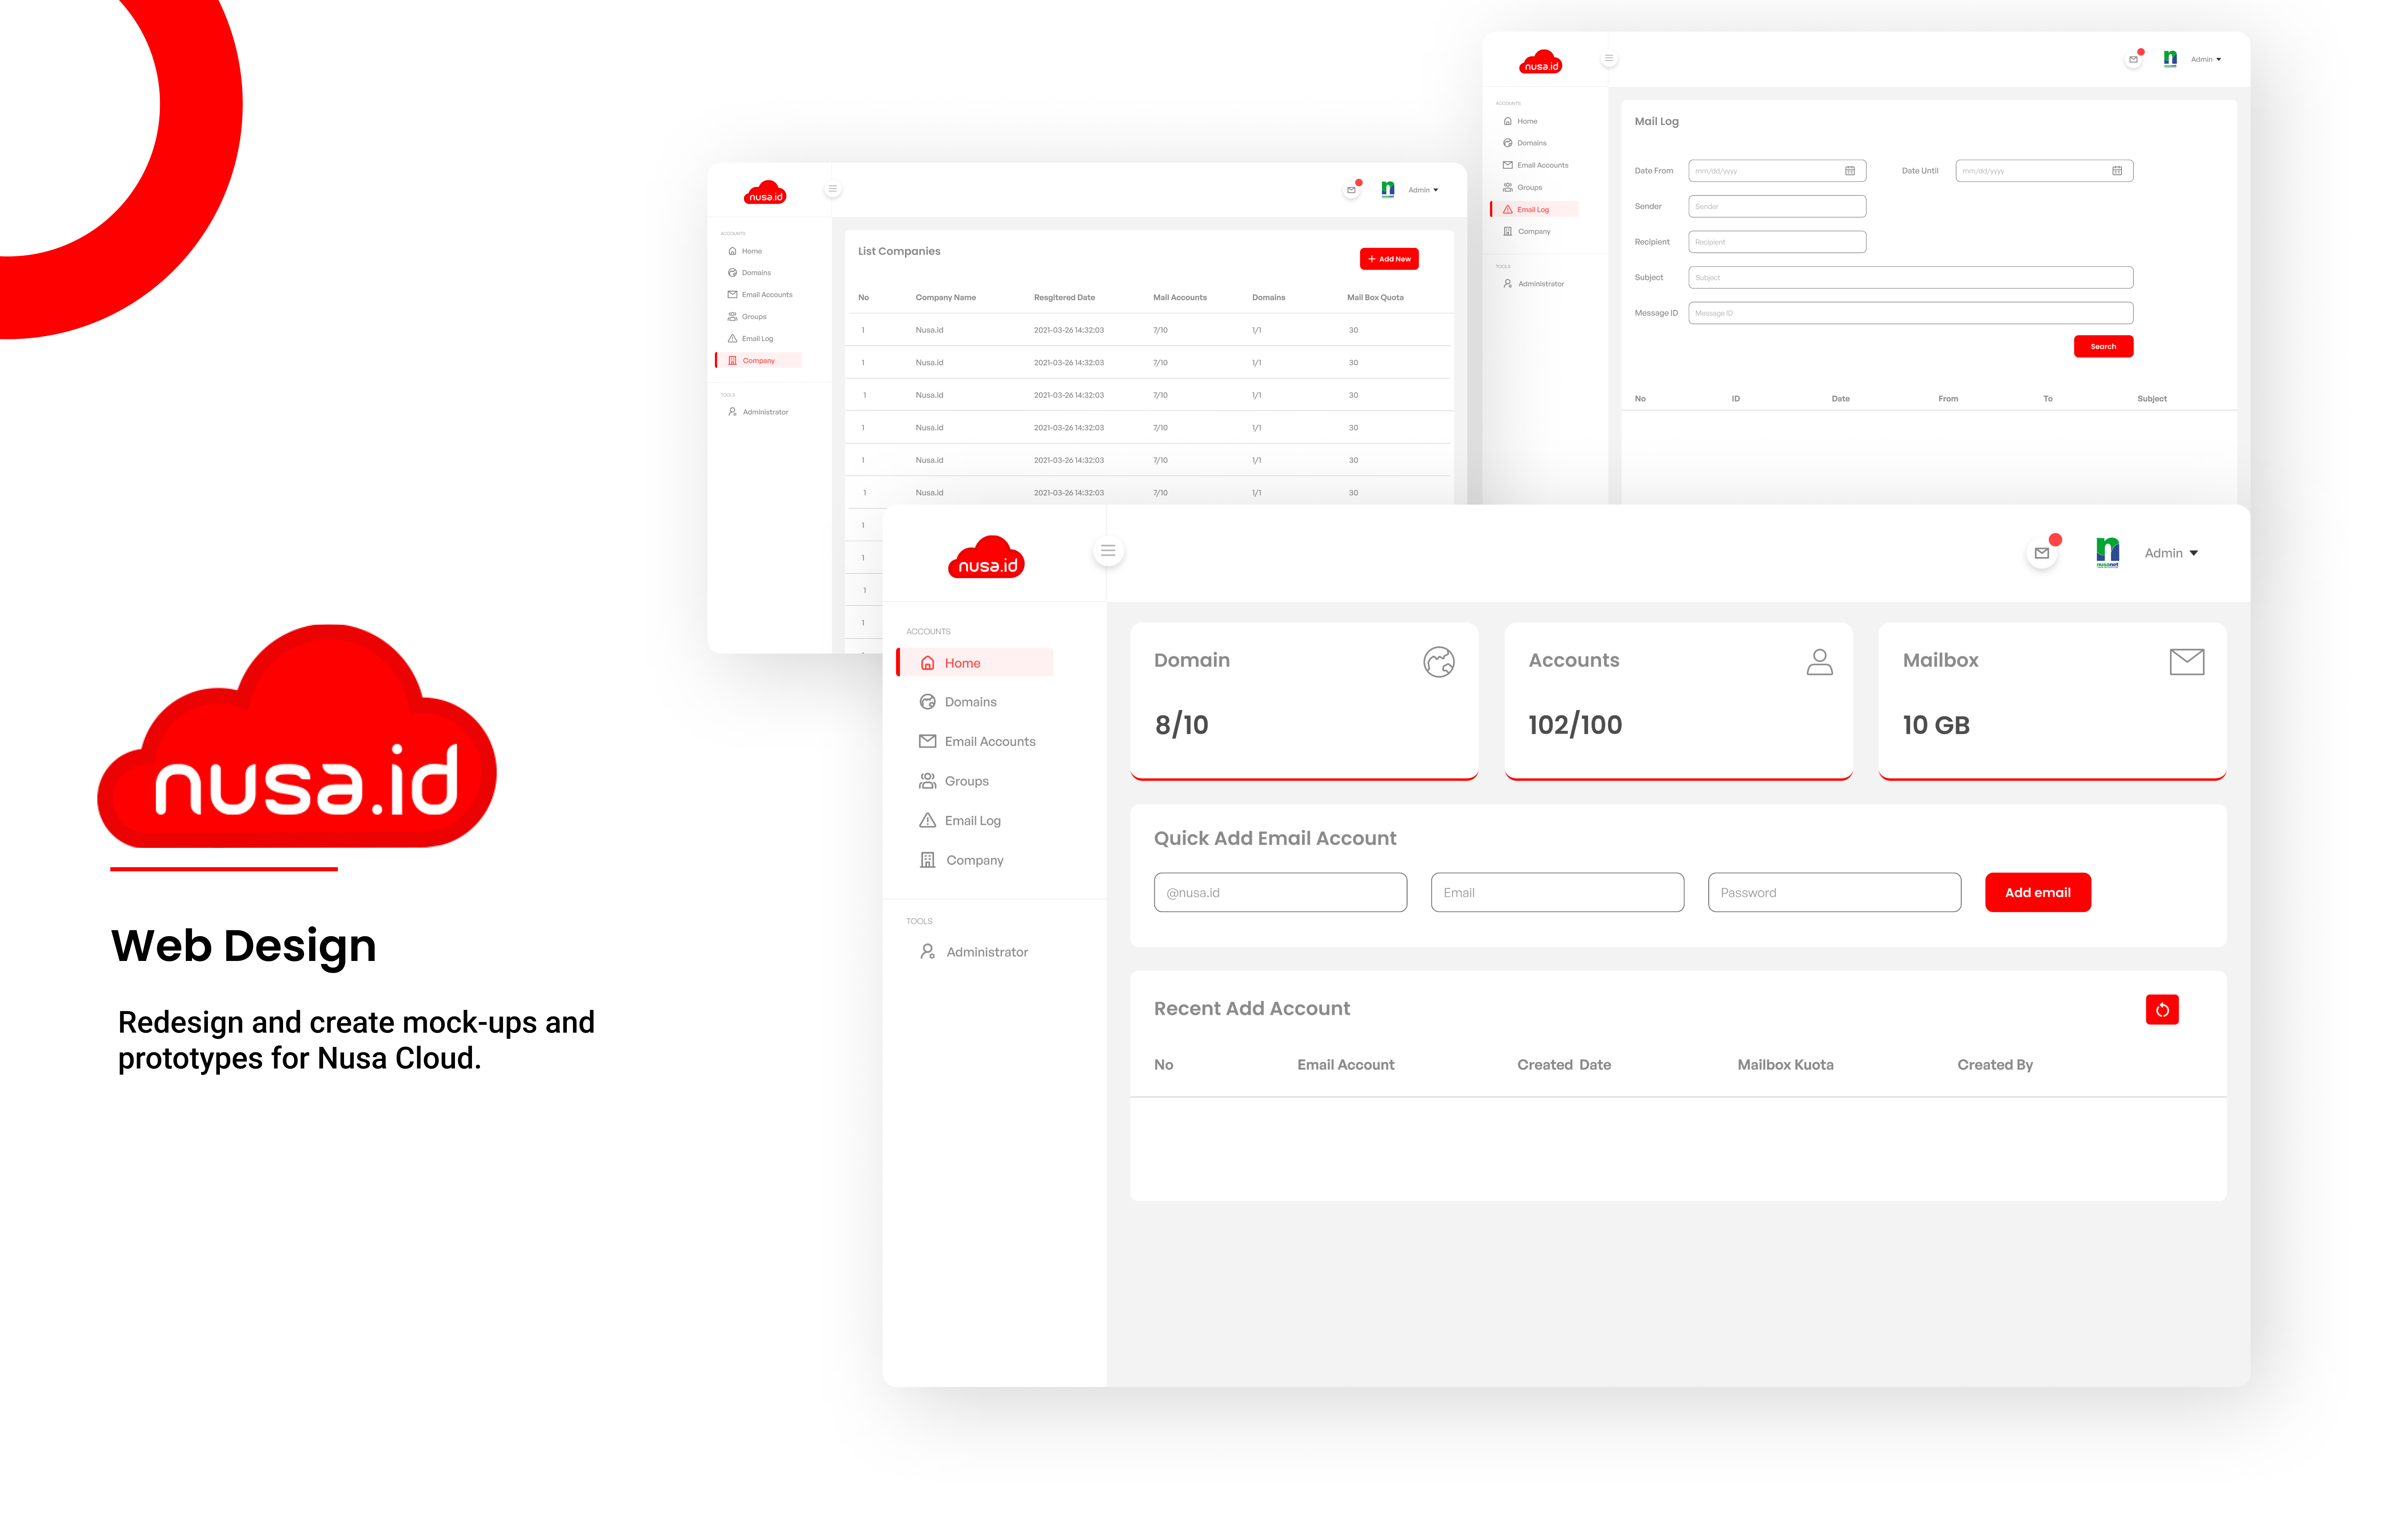 nusa.id
Web Design
Redesign and create mock-ups and
prototypes for Nusa Cloud.
nusa.id
Admin
ACCOUNTS
Home
Domains
Email Accounts
Groups
Email Log
Company
TOOLS
Administrator
List Companies
+ Add New
No Company Name Resgitered Date Mail Accounts Domains Mail Box Quota
1 Nusa.id 2021-03-26 14:32:03 7/10 1/1 30
1 Nusa.id 2021-03-26 14:32:03 7/10 1/1 30
1 Nusa.id 2021-03-26 14:32:03 7/10 1/1 30
1 Nusa.id 2021-03-26 14:32:03 7/10 1/1 30
1 Nusa.id 2021-03-26 14:32:03 7/10 1/1 30
1 Nusa.id 2021-03-26 14:32:03 7/10 1/1 30
1
1
1
1
nusa.id
Admin
ACCOUNTS
Home
Domains
Email Accounts
Groups
Email Log
Company
TOOLS
Administrator
Mail Log
Date From mm/dd/yyyy Date Until mm/dd/yyyy
Sender Sender
Recipient Recipient
Subject Subject
Message ID Message ID
Search
No ID Date From To Subject
nusa.id
n
nusanet
Admin
ACCOUNTS
Home
Domains
Email Accounts
Groups
Email Log
Company
TOOLS
Administrator
Domain
8/10
Accounts
102/100
Mailbox
10 GB
Quick Add Email Account
@nusa.id Email Password Add email
Recent Add Account
No Email Account Created Date Mailbox Kuota Created By